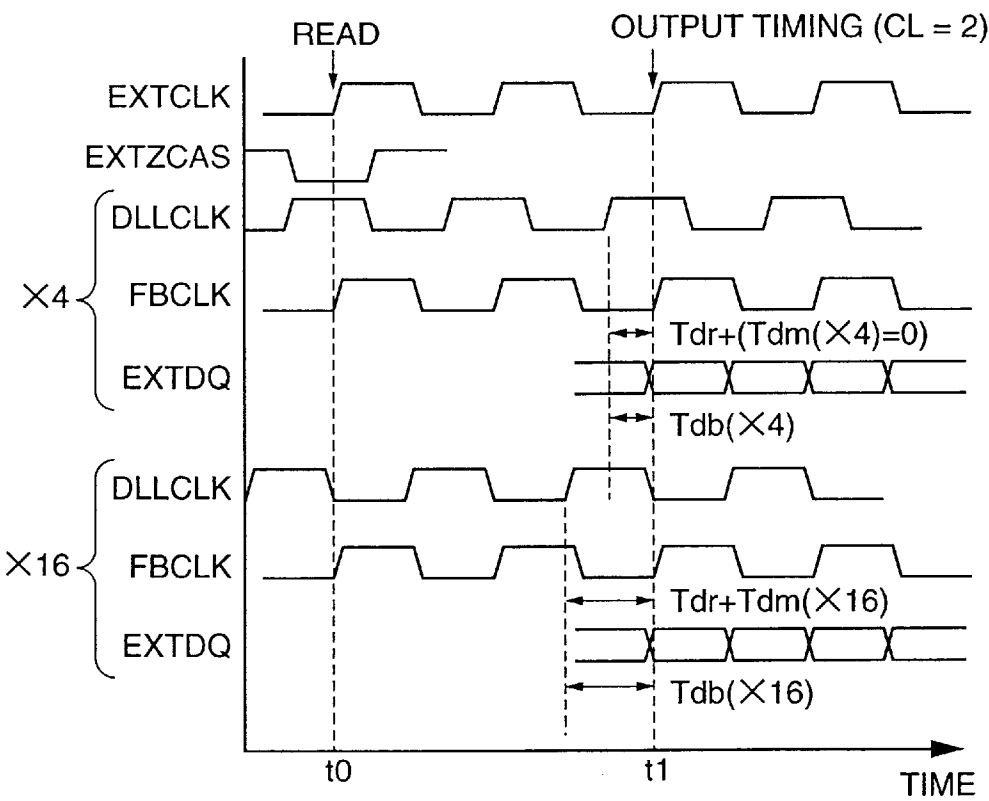 READ
OUTPUT TIMING (CL = 2)
EXTCLK
EXTZCAS
DLLCLK
×4
FBCLK
Tdr+(Tdm(×4)=0)
EXTDQ
Tdb(×4)
DLLCLK
×16
FBCLK
Tdr+Tdm(×16)
EXTDQ
Tdb(×16)
t0
t1
TIME